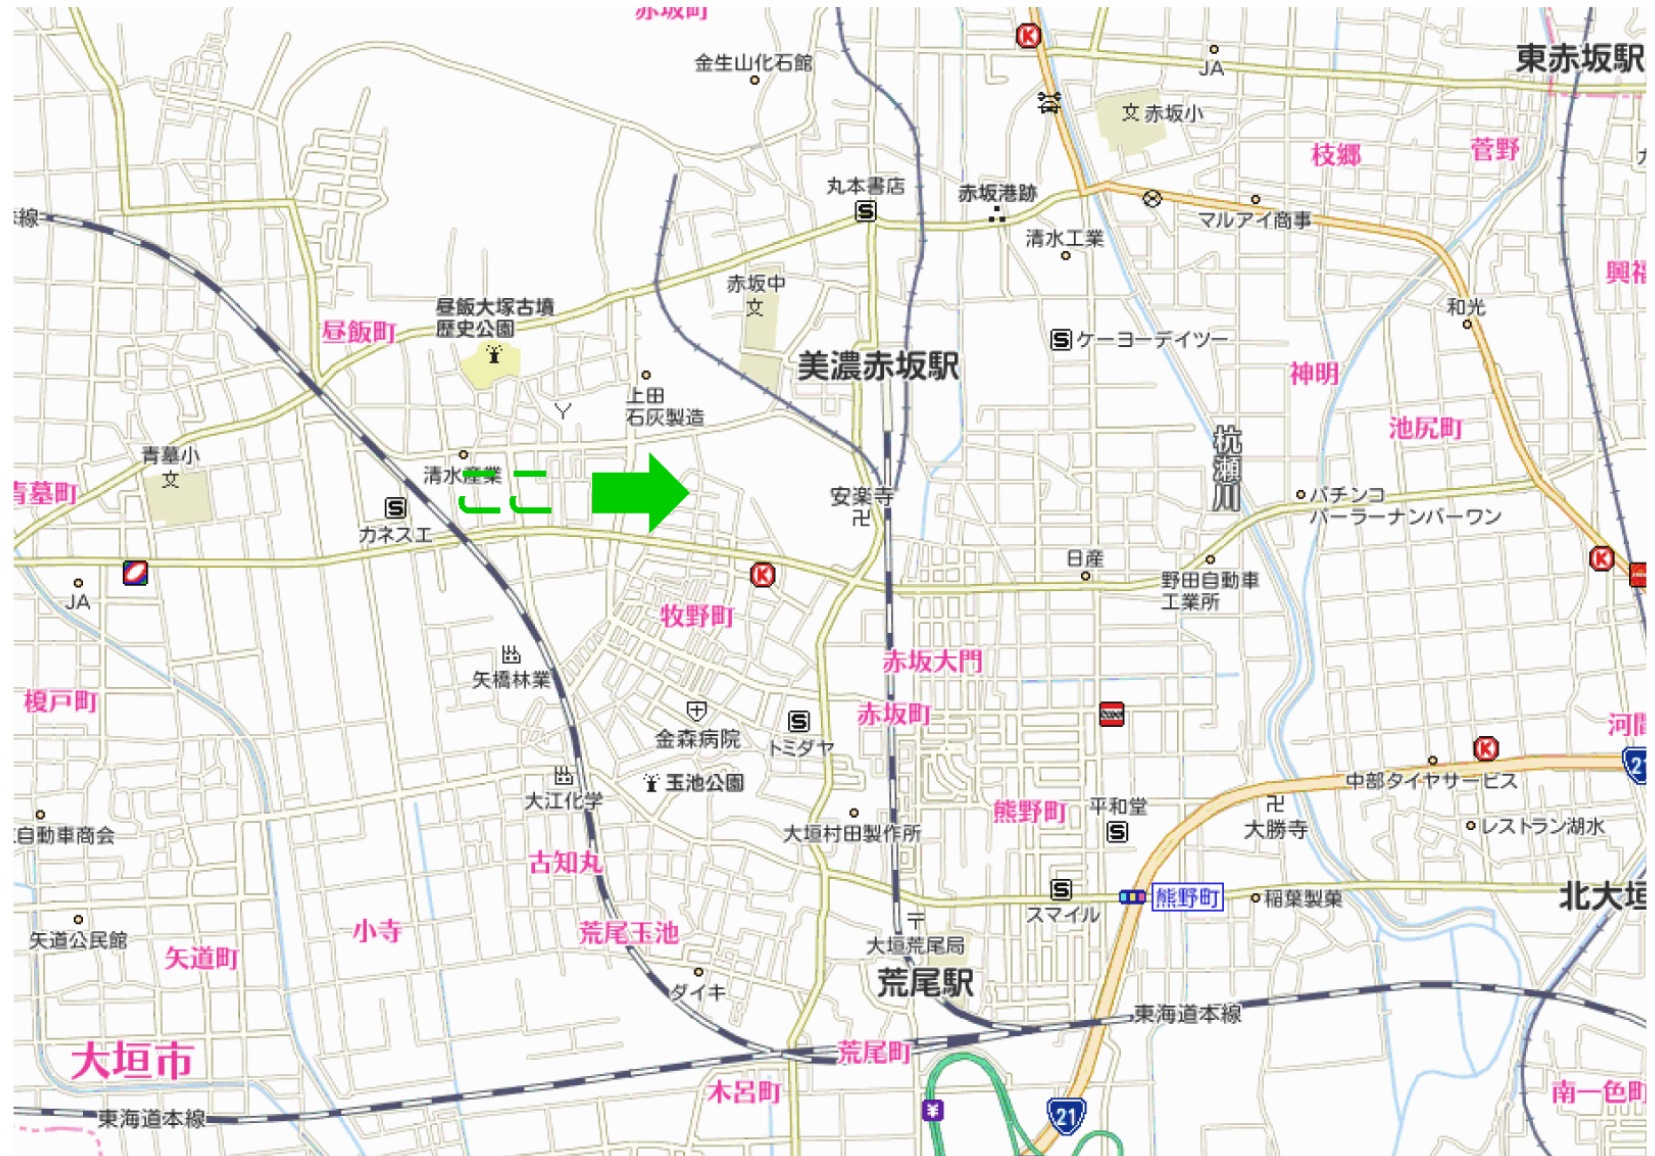 赤坂町
金生山化石館
JA
東赤坂駅
文 赤坂小
枝郷
菅野
丸本書店
S
赤坂港跡
マルアイ商事
本線
清水工業
赤坂中
文
昼飯大塚古墳
歴史公園
昼飯町
和光
S ケーヨーデイツー
美濃赤坂駅
神明
上田
石灰製造
池尻町
杭瀬川
青墓小
文
清水産業
青墓町
ここ
安楽寺
パチンコ
パーラーナンバーワン
S
カネスエ
K
日産
野田自動車
工業所
JA
K
牧野町
赤坂大門
矢橋林業
榎戸町
赤坂町
S
トミダヤ
金森病院
玉池公園
大江化学
K
21
中部タイヤサービス
熊野町
平和堂
S
大勝寺
レストラン湖水
自動車商会
大垣村田製作所
古知丸
S
スマイル
熊野町
稲葉製菓
北大垣
矢道公民館
小寺
荒尾玉池
大垣荒尾局
矢道町
ダイキ
荒尾駅
東海道本線
大垣市
荒尾町
木呂町
南一色町
東海道本線
¥
21